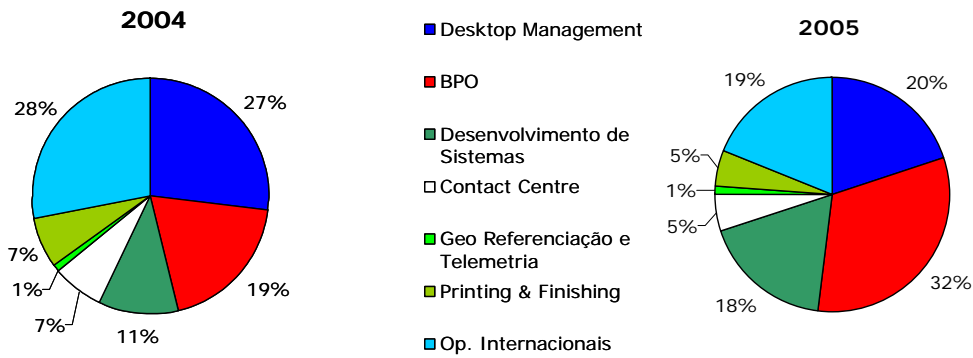 2004
27%
19%
11%
7%
1%
7%
28%
Desktop Management
BPO
Desenvolvimento de
Sistemas
Contact Centre
Geo Referenciação e
Telemetria
Printing & Finishing
Op. Internacionais
2005
20%
32%
18%
5%
1%
5%
19%